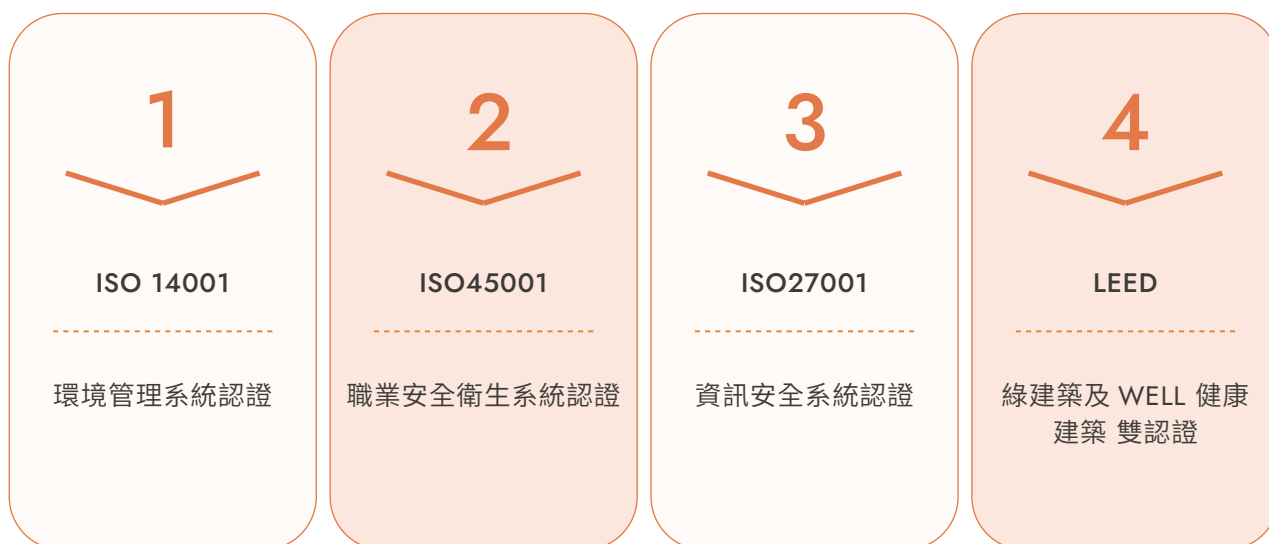 1
ISO 14001
環境管理系統認證
2
ISO45001
職業安全衛生系統認證
3
ISO27001
資訊安全系統認證
4
LEED
綠建築及 WELL 健康
建築 雙認證